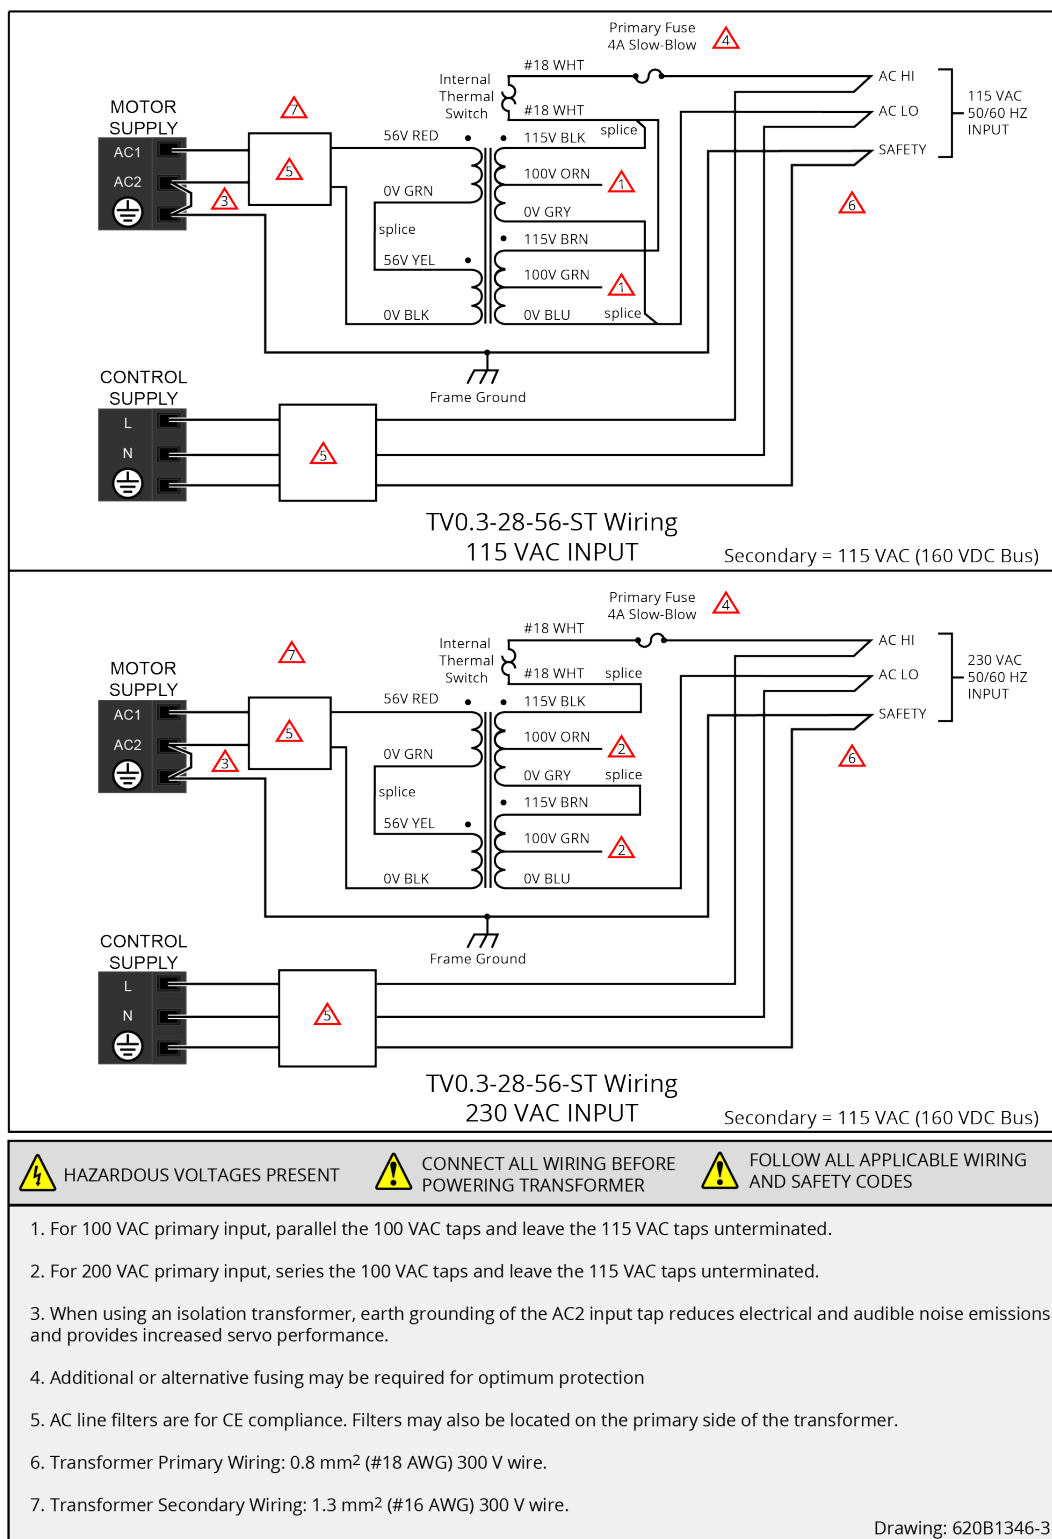 Primary Fuse
4A Slow-Blow
4
#18 WHT
AC HI
Internal
Thermal
Switch
115 VAC
50/60 HZ
INPUT
MOTOR
SUPPLY
7
#18 WHT
AC LO
splice
56V RED
115V BLK
AC1
SAFETY
5
100V ORN
1
AC2
3
0V GRN
6
0V GRY
splice
115V BRN
56V YEL
100V GRN
1
0V BLK
0V BLU
splice
CONTROL
SUPPLY
Frame Ground
L
N
5
TV0.3-28-56-ST Wiring
115 VAC INPUT
Secondary = 115 VAC (160 VDC Bus)
Primary Fuse
4A Slow-Blow
4
#18 WHT
AC HI
Internal
Thermal
Switch
230 VAC
50/60 HZ
INPUT
MOTOR
SUPPLY
7
#18 WHT
splice
AC LO
56V RED
115V BLK
AC1
SAFETY
5
100V ORN
2
AC2
3
0V GRN
6
0V GRY
splice
splice
115V BRN
56V YEL
100V GRN
2
0V BLK
0V BLU
CONTROL
SUPPLY
Frame Ground
L
N
5
TV0.3-28-56-ST Wiring
230 VAC INPUT
Secondary = 115 VAC (160 VDC Bus)
HAZARDOUS VOLTAGES PRESENT
CONNECT ALL WIRING BEFORE
POWERING TRANSFORMER
FOLLOW ALL APPLICABLE WIRING
AND SAFETY CODES
1. For 100 VAC primary input, parallel the 100 VAC taps and leave the 115 VAC taps unterminated.
2. For 200 VAC primary input, series the 100 VAC taps and leave the 115 VAC taps unterminated.
3. When using an isolation transformer, earth grounding of the AC2 input tap reduces electrical and audible noise emissions
and provides increased servo performance.
4. Additional or alternative fusing may be required for optimum protection
5. AC line filters are for CE compliance. Filters may also be located on the primary side of the transformer.
6. Transformer Primary Wiring: 0.8 mm² (#18 AWG) 300 V wire.
7. Transformer Secondary Wiring: 1.3 mm² (#16 AWG) 300 V wire.
Drawing: 620B1346-3